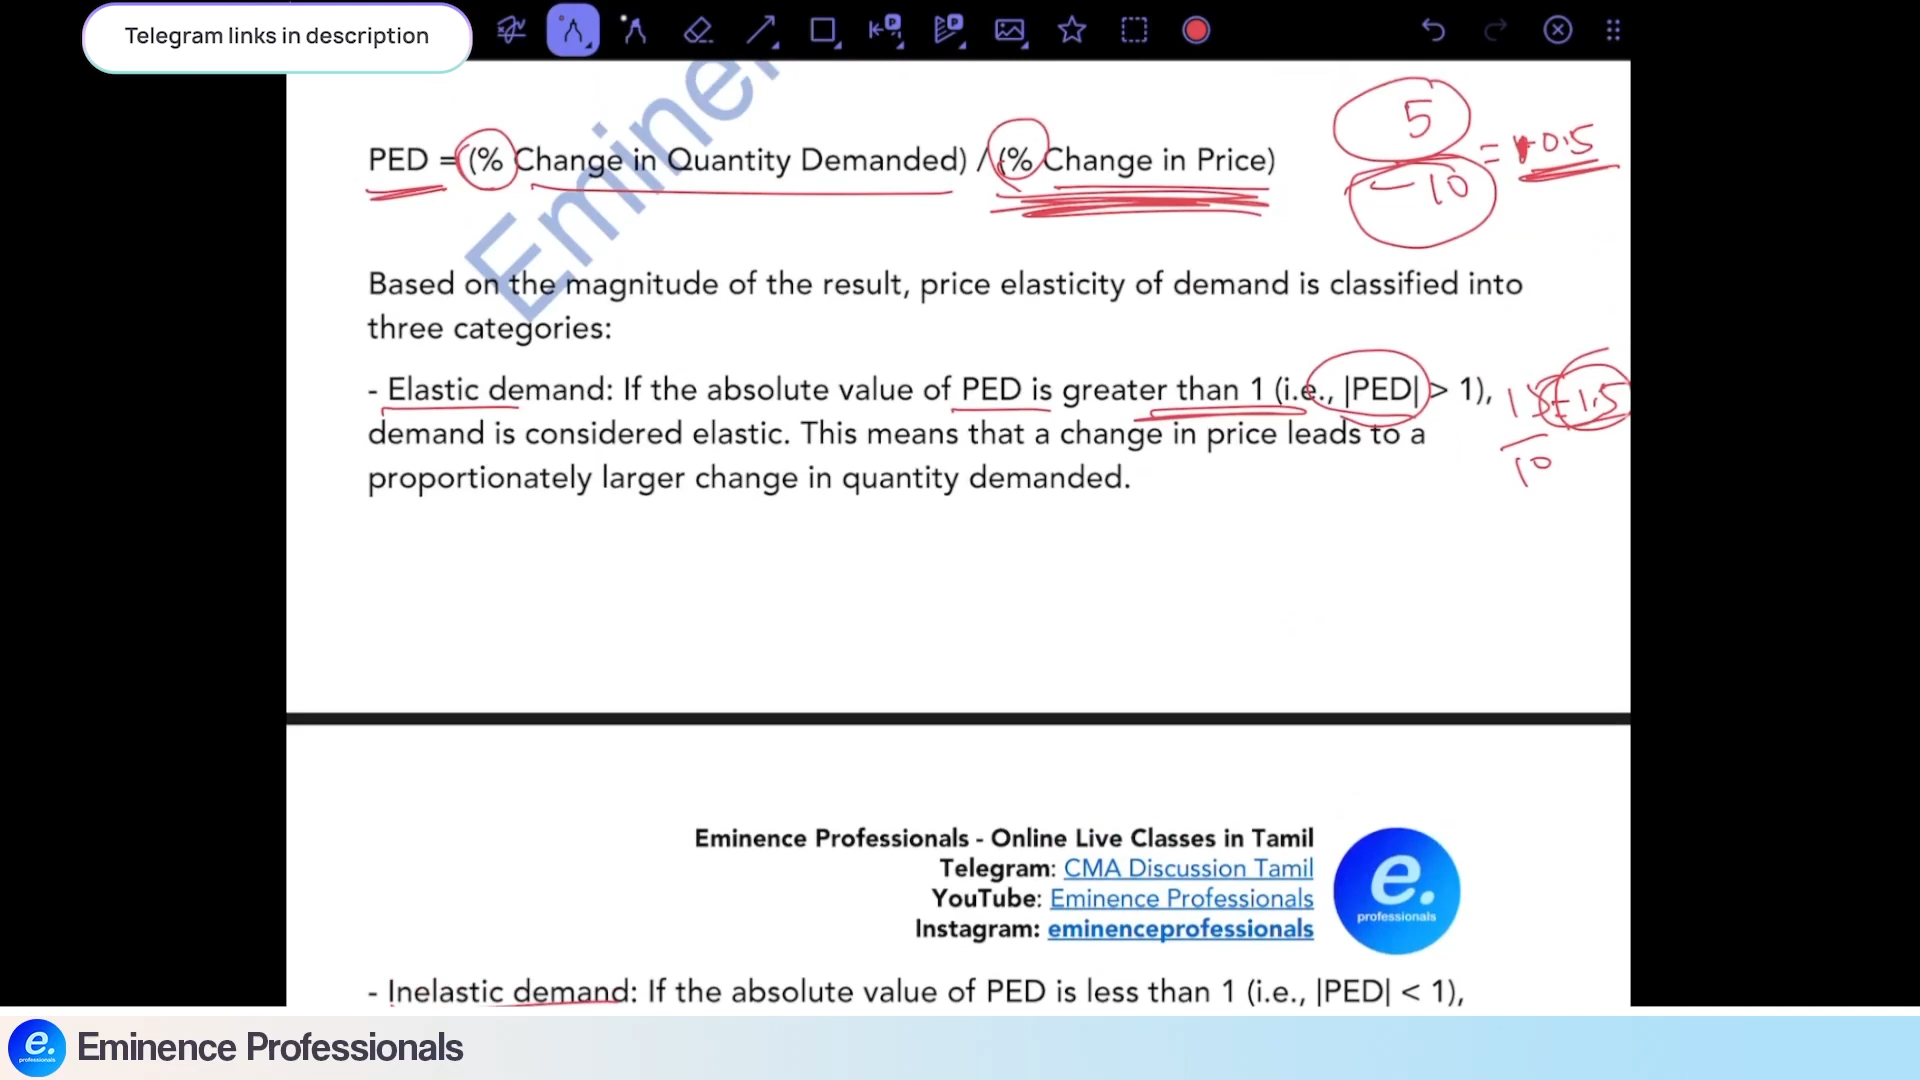 Telegram links in description
Eminer
PED = (% Change in Quantity Demanded) / (% Change in Price)
5
-10
= 0.5
Based on the magnitude of the result, price elasticity of demand is classified into
three categories:
- Elastic demand: If the absolute value of PED is greater than 1 (i.e., |PED| > 1),
demand is considered elastic. This means that a change in price leads to a
proportionately larger change in quantity demanded.
15 = 1.5
10
Eminence Professionals - Online Live Classes in Tamil
Telegram: CMA Discussion Tamil
YouTube: Eminence Professionals
Instagram: eminenceprofessionals
e.
professionals
- Inelastic demand: If the absolute value of PED is less than 1 (i.e., |PED| < 1),
e.
professionals
Eminence Professionals